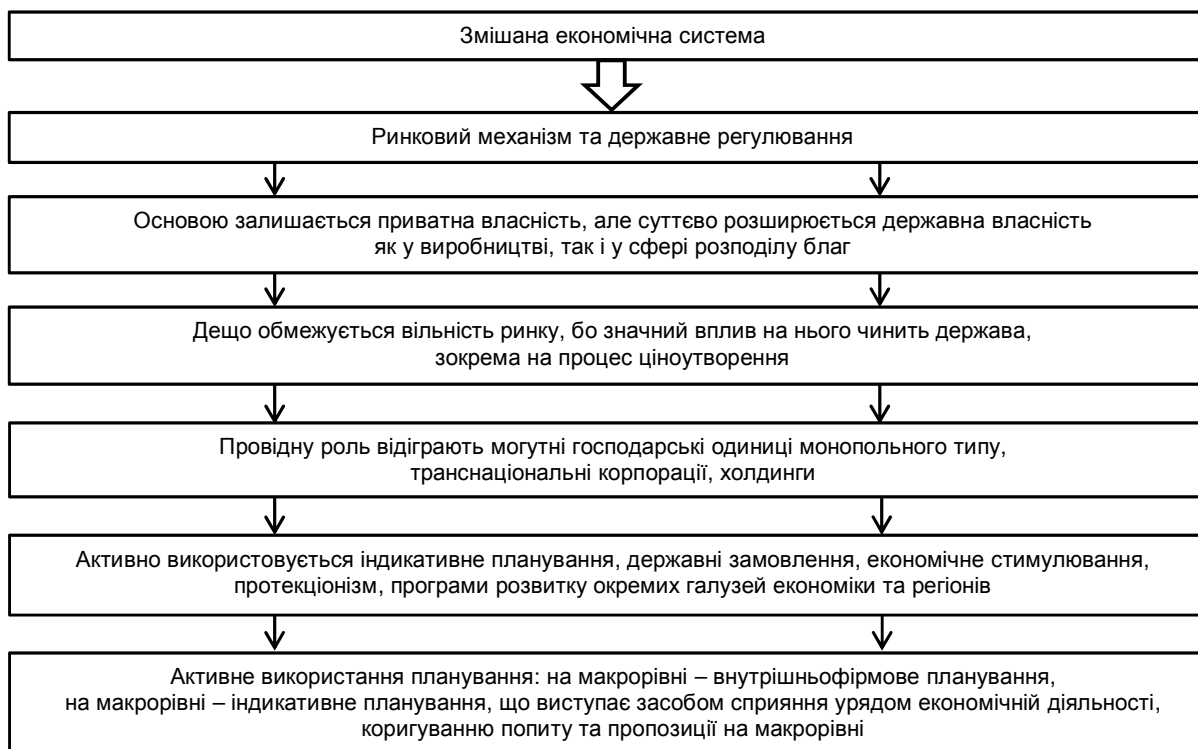 Змішана економічна система
Ринковий механізм та державне регулювання
Основою залишається приватна власність, але суттєво розширюється державна власність
як у виробництві, так і у сфері розподілу благ
Дещо обмежується вільність ринку, бо значний вплив на нього чинить держава,
зокрема на процес ціноутворення
Провідну роль відіграють могутні господарські одиниці монопольного типу,
транснаціональні корпорації, холдинги
Активно використовується індикативне планування, державні замовлення, економічне стимулювання,
протекціонізм, програми розвитку окремих галузей економіки та регіонів
Активне використання планування: на макрорівні – внутрішньофірмове планування,
на макрорівні – індикативне планування, що виступає засобом сприяння урядом економічній діяльності,
коригуванню попиту та пропозиції на макрорівні